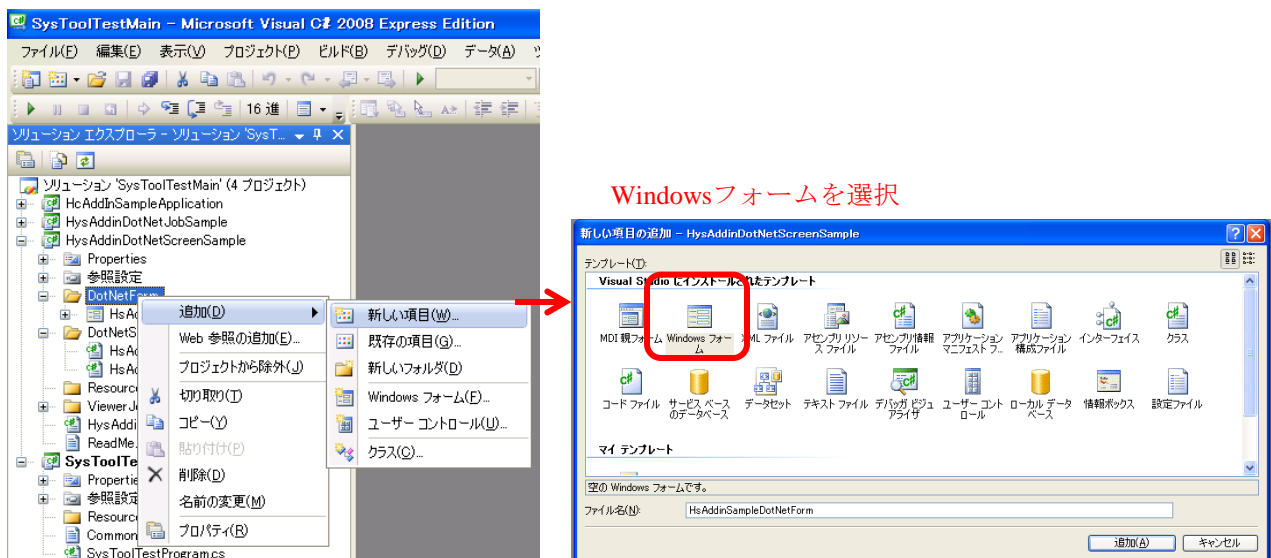 SysToolTestMain - Microsoft Visual C# 2008 Express Edition
ファイル(F) 編集(E) 表示(V) プロジェクト(P) ビルド(B) デバッグ(D) データ(A)
16 進
ソリューション エクスプローラ - ソリューション 'SysT...
ソリューション 'SysToolTestMain' (4 プロジェクト)
HcAddInSampleApplication
HysAddinDotNetJobSample
HysAddinDotNetScreenSample
Properties
参照設定
DotNetForm
HsAd
DotNetS
HsAd
HsAd
Resource
ViewerJ
HysAddi
ReadMe.
SysToolTe
Propertie
参照設定
Resource
Common
SysToolTestProgram.cs
追加(D)
Web 参照の追加(E)...
プロジェクトから除外(J)
切り取り(T)
コピー(Y)
貼り付け(P)
削除(D)
名前の変更(M)
プロパティ(R)
新しい項目(W)...
既存の項目(G)...
新しいフォルダ(D)
Windows フォーム(F)...
ユーザー コントロール(U)...
クラス(C)...
Windowsフォームを選択
新しい項目の追加 - HysAddinDotNetScreenSample
テンプレート(T):
Visual Studio にインストールされたテンプレート
MDI 親フォーム
Windows フォー
ム
XML ファイル
アセンブリ リソー
ス ファイル
アセンブリ情報
ファイル
アプリケーション
マニフェスト フ...
アプリケーション
構成ファイル
インターフェイス
クラス
コード ファイル
サービス ベース
のデータベース
データセット
テキスト ファイル
デバッガ ビジュ
アライザ
ユーザー コント
ロール
ローカル データ
ベース
情報ボックス
設定ファイル
マイ テンプレート
空の Windows フォームです。
ファイル名(N): HsAddinSampleDotNetForm
追加(A) キャンセル